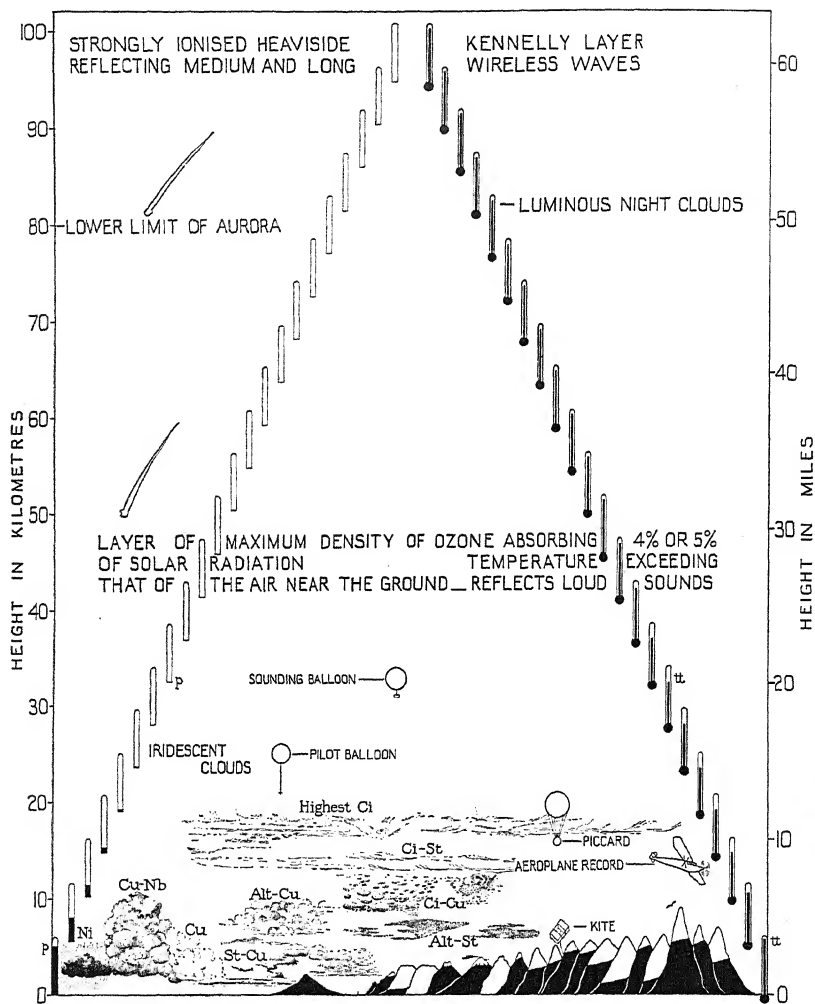 100
STRONGLY IONISED HEAVISIDE KENNELLY LAYER
REFLECTING MEDIUM AND LONG WIRELESS WAVES
60
90
LUMINOUS NIGHT CLOUDS
80
LOWER LIMIT OF AURORA
50
70
40
60
HEIGHT IN KILOMETRES
HEIGHT IN MILES
50
30
LAYER OF MAXIMUM DENSITY OF OZONE ABSORBING 4% OR 5%
OF SOLAR RADIATION TEMPERATURE EXCEEDING
THAT OF THE AIR NEAR THE GROUND_REFLECTS LOUD SOUNDS
40
p
SOUNDING BALLOON
tt
20
30
IRIDESCENT
CLOUDS
PILOT BALLOON
20
Highest Ci
PICCARD
10
Ci-St
AEROPLANE RECORD
10
Cu-Nb
Alt-Cu
Ci-Cu
Ni
Cu
KITE
p
5
Alt-St
tt
St-Cu
0
0